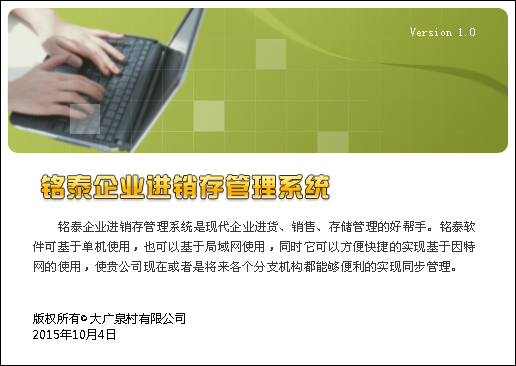 Version 1.0
铭泰企业进销存管理系统
铭泰企业进销存管理系统是现代企业进货、销售、存储管理的好帮手。铭泰软
件可基于单机使用，也可以基于局域网使用，同时它可以方便快捷的实现基于因特
网的使用，使贵公司现在或者是将来各个分支机构都能够便利的实现同步管理。
版权所有© 大广泉村有限公司
2015年10月4日